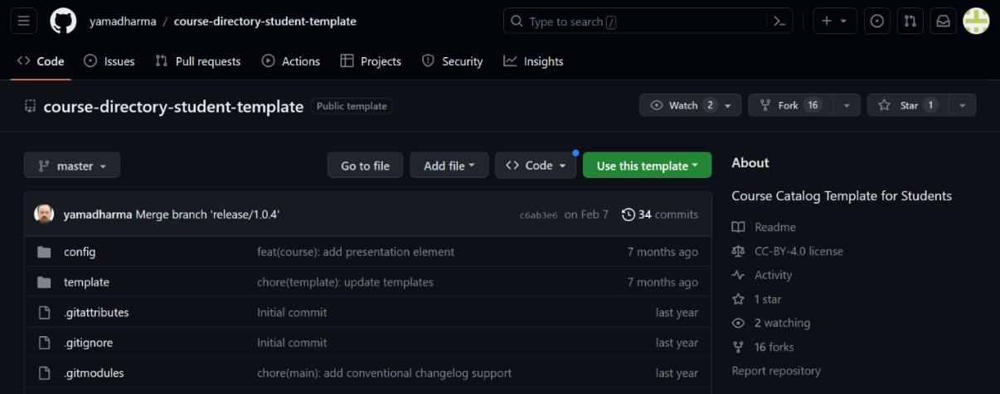 yamadharma / course-directory-student-template
Type to search /
Code Issues Pull requests Actions Projects Security Insights
course-directory-student-template Public template
Watch 2 Fork 16 Star 1
master Go to file Add file Code Use this template
yamadharma Merge branch 'release/1.0.4' c6ab3e6 on Feb 7 34 commits
config feat(course): add presentation element 7 months ago
template chore(template): update templates 7 months ago
.gitattributes Initial commit last year
.gitignore Initial commit last year
.gitmodules chore(main): add conventional changelog support last year
About
Course Catalog Template for Students
Readme
CC-BY-4.0 license
Activity
1 star
2 watching
16 forks
Report repository